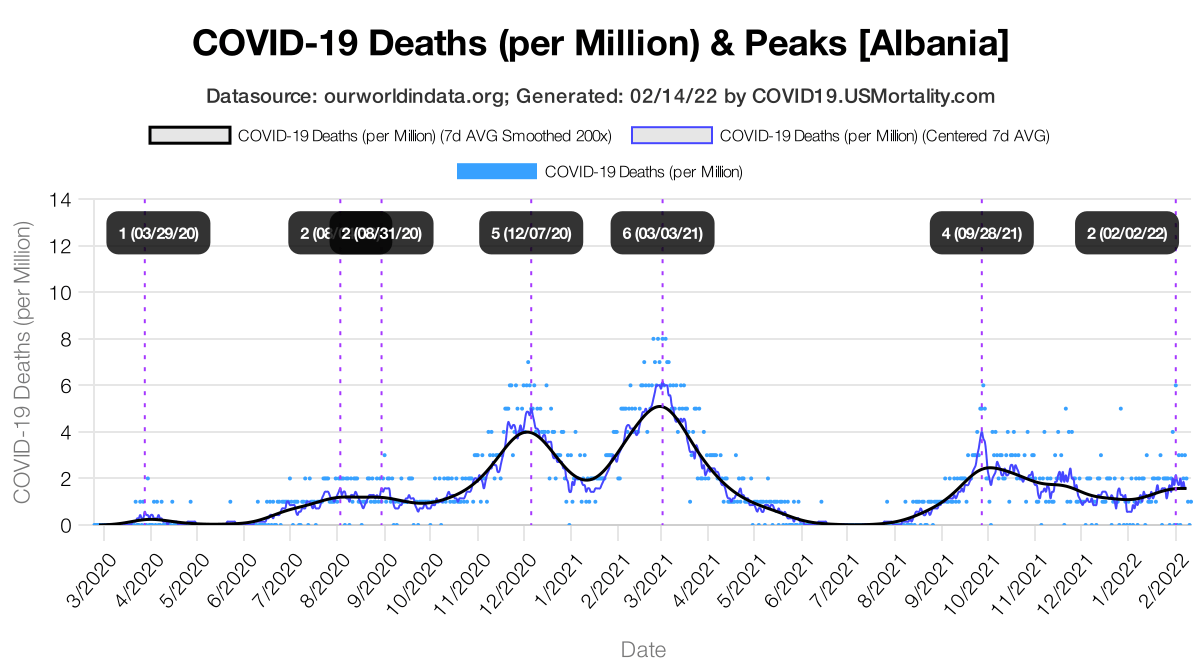 COVID-19 Deaths (per Million) & Peaks [Albania]
Datasource: ourworldindata.org; Generated: 02/14/22 by COVID19.USMortality.com
COVID-19 Deaths (per Million) (7d AVG Smoothed 200x) COVID-19 Deaths (per Million) (Centered 7d AVG)
COVID-19 Deaths (per Million)
COVID-19 Deaths (per Million)
14
12
10
8
6
4
2
0
1 (03/29/20) 2 (08/ 2 (08/31/20) 5 (12/07/20) 6 (03/03/21) 4 (09/28/21) 2 (02/02/22)
3/2020 4/2020 5/2020 6/2020 7/2020 8/2020 9/2020 10/2020 11/2020 12/2020 1/2021 2/2021 3/2021 4/2021 5/2021 6/2021 7/2021 8/2021 9/2021 10/2021 11/2021 12/2021 1/2022 2/2022
Date